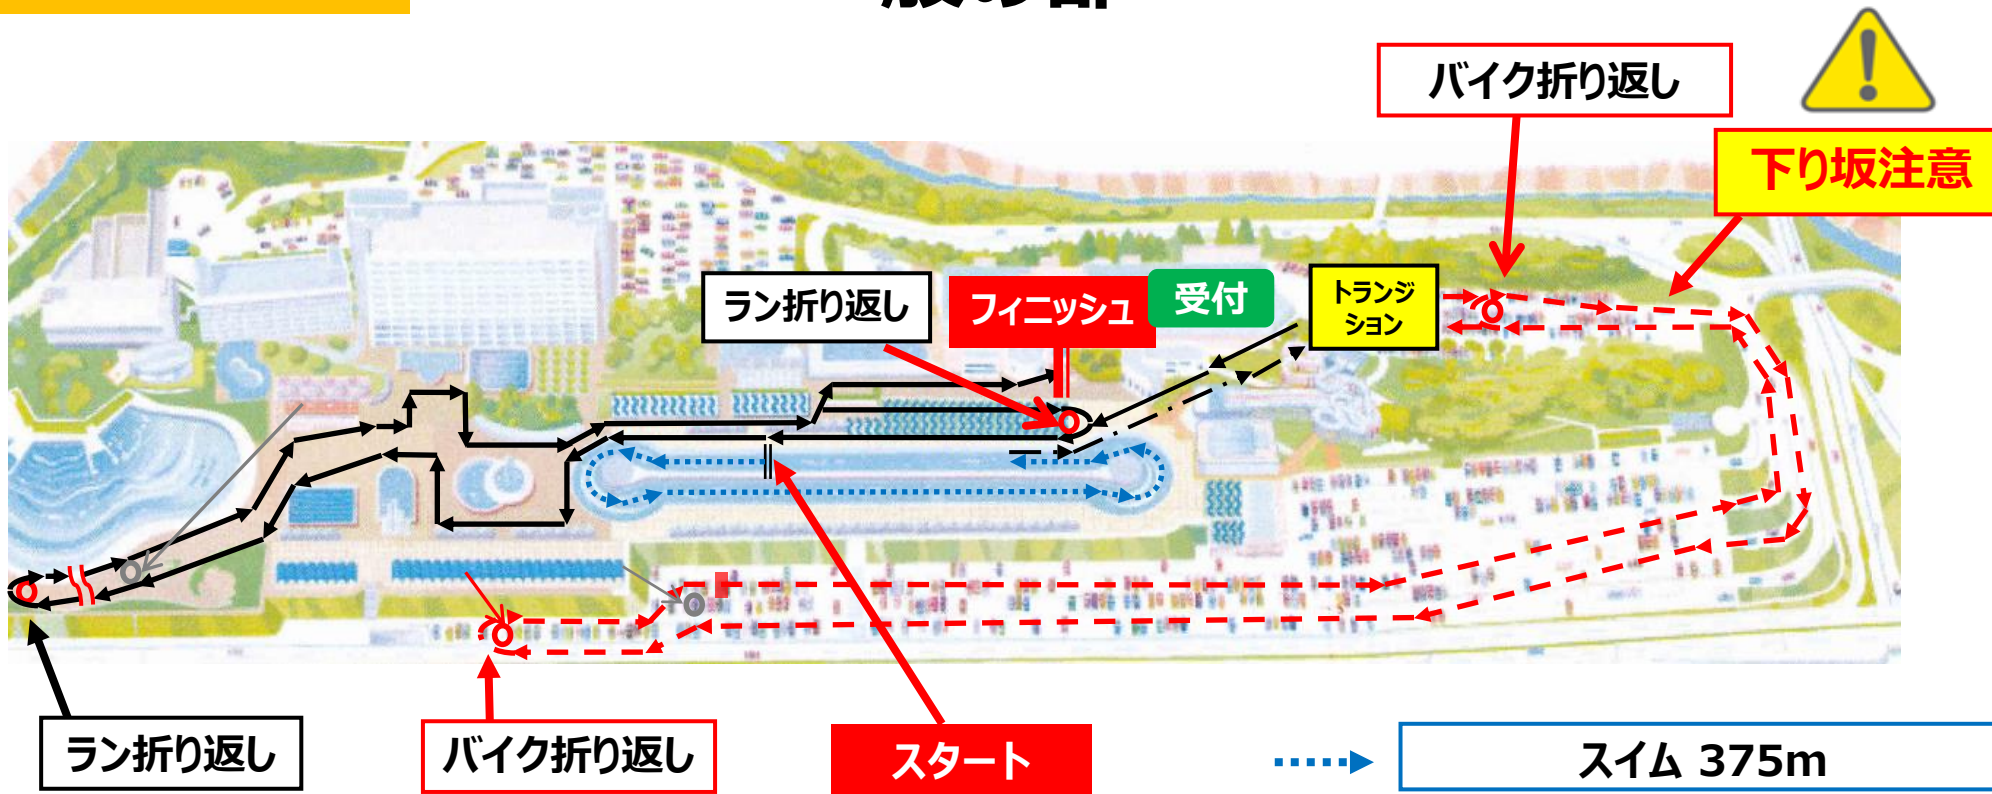 バイク折り返し
下り坂注意
ラン折り返し
フィニッシュ
受付
トランジ
ション
ラン折り返し
バイク折り返し
スタート
スイム 375m